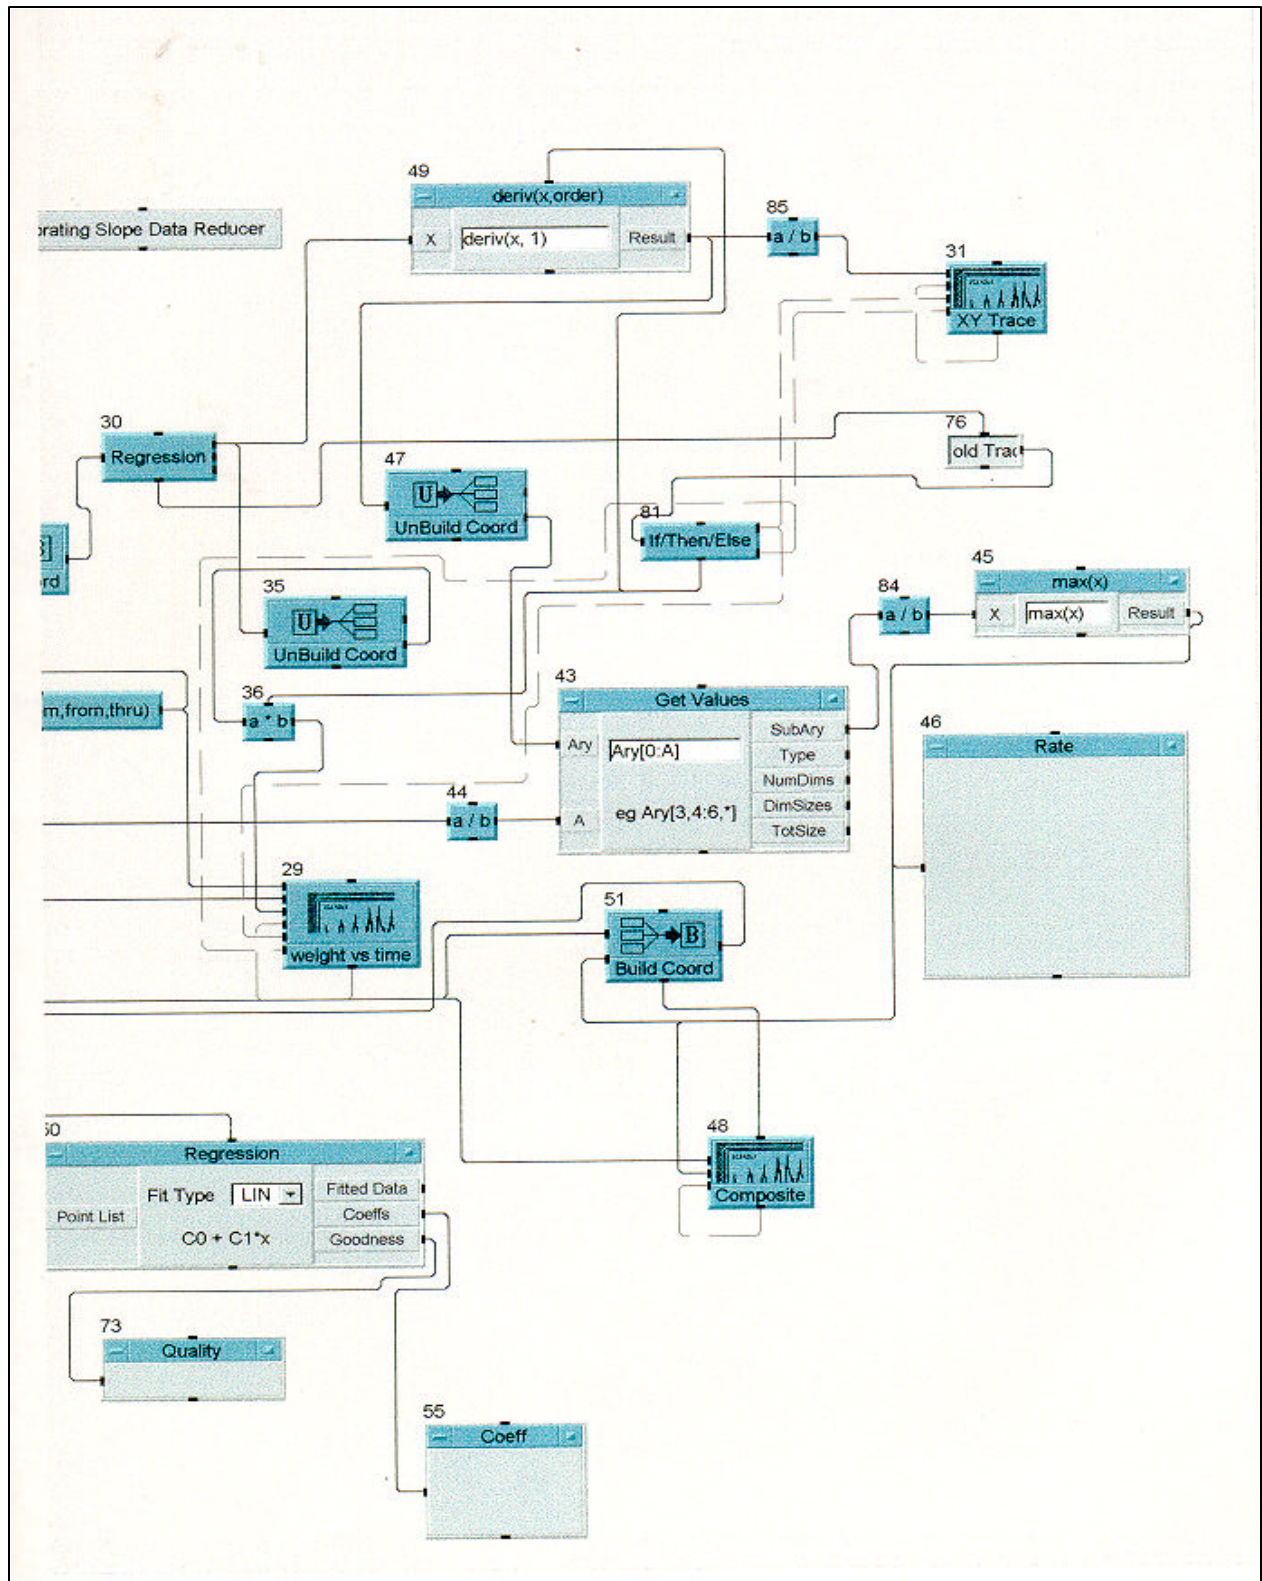 49
deriv(x,order)
X
deriv(x, 1)
Result
85
a / b
31
XY Trace
orating Slope Data Reducer
30
Regression
47
UnBuild Coord
76
old Trac
81
If/Then/Else
45
max(x)
84
a / b
X
max(x)
Result
rd
35
UnBuild Coord
43
Get Values
36
m,from,thru)
a * b
Ary
Ary[0:A]
SubAry
Type
NumDims
DimSizes
TotSize
A
eg Ary[3,4:6,*]
46
Rate
44
a / b
29
weight vs time
51
B
Build Coord
48
Composite
50
Regression
Fit Type
LIN
Point List
C0 + C1*x
Fitted Data
Coeffs
Goodness
73
Quality
55
Coeff
U
U